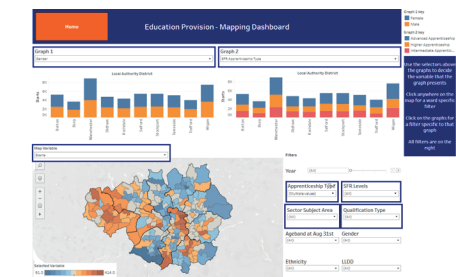 Home
Education Provision - Mapping Dashboard
Graph 1 key
Female
Male
Graph 2 key
Advanced Apprenticeship
Higher Apprenticeship
Intermediate Apprentic...
Graph 1
Gender
Graph 2
SFR Apprenticeship Type
Use the selectors above
the graphs to decide
the variable that the
graph presents
Click anywhere on the
map for a ward specific
filter
Click on the graphs for
a filter specific to that
graph.
All filters are on the
right
Local Authority District
Local Authority District
Starts
Starts
Bolton
Bury
Manchester
Oldham
Rochdale
Salford
Stockport
Tameside
Trafford
Wigan
Bolton
Bury
Manchester
Oldham
Rochdale
Salford
Stockport
Tameside
Trafford
Wigan
Map Variable
Starts
Filters
Year
Apprenticeship Type
(Multiple values)
SFR Levels
(All)
Sector Subject Area
(All)
Qualification Type
(All)
Ageband at Aug 31st
(All)
Gender
(All)
Ethnicity
(All)
LLDD
(All)
Selected Variable